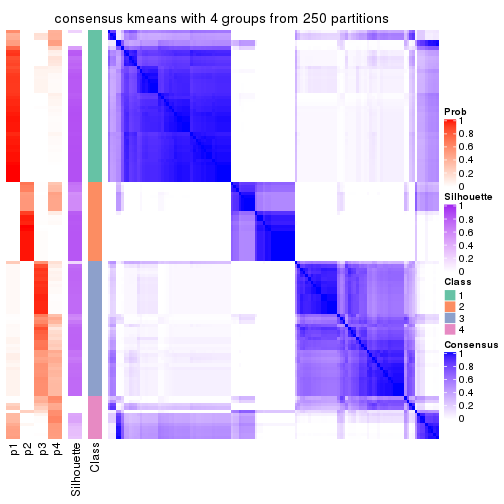 consensus kmeans with 4 groups from 250 partitions
Prob
1
0.8
0.6
0.4
0.2
0
Silhouette
1
0.8
0.6
0.4
0.2
0
Class
1
2
3
4
Consensus
1
0.8
0.6
0.4
0.2
0
p1
p2
p3
p4
Silhouette
Class